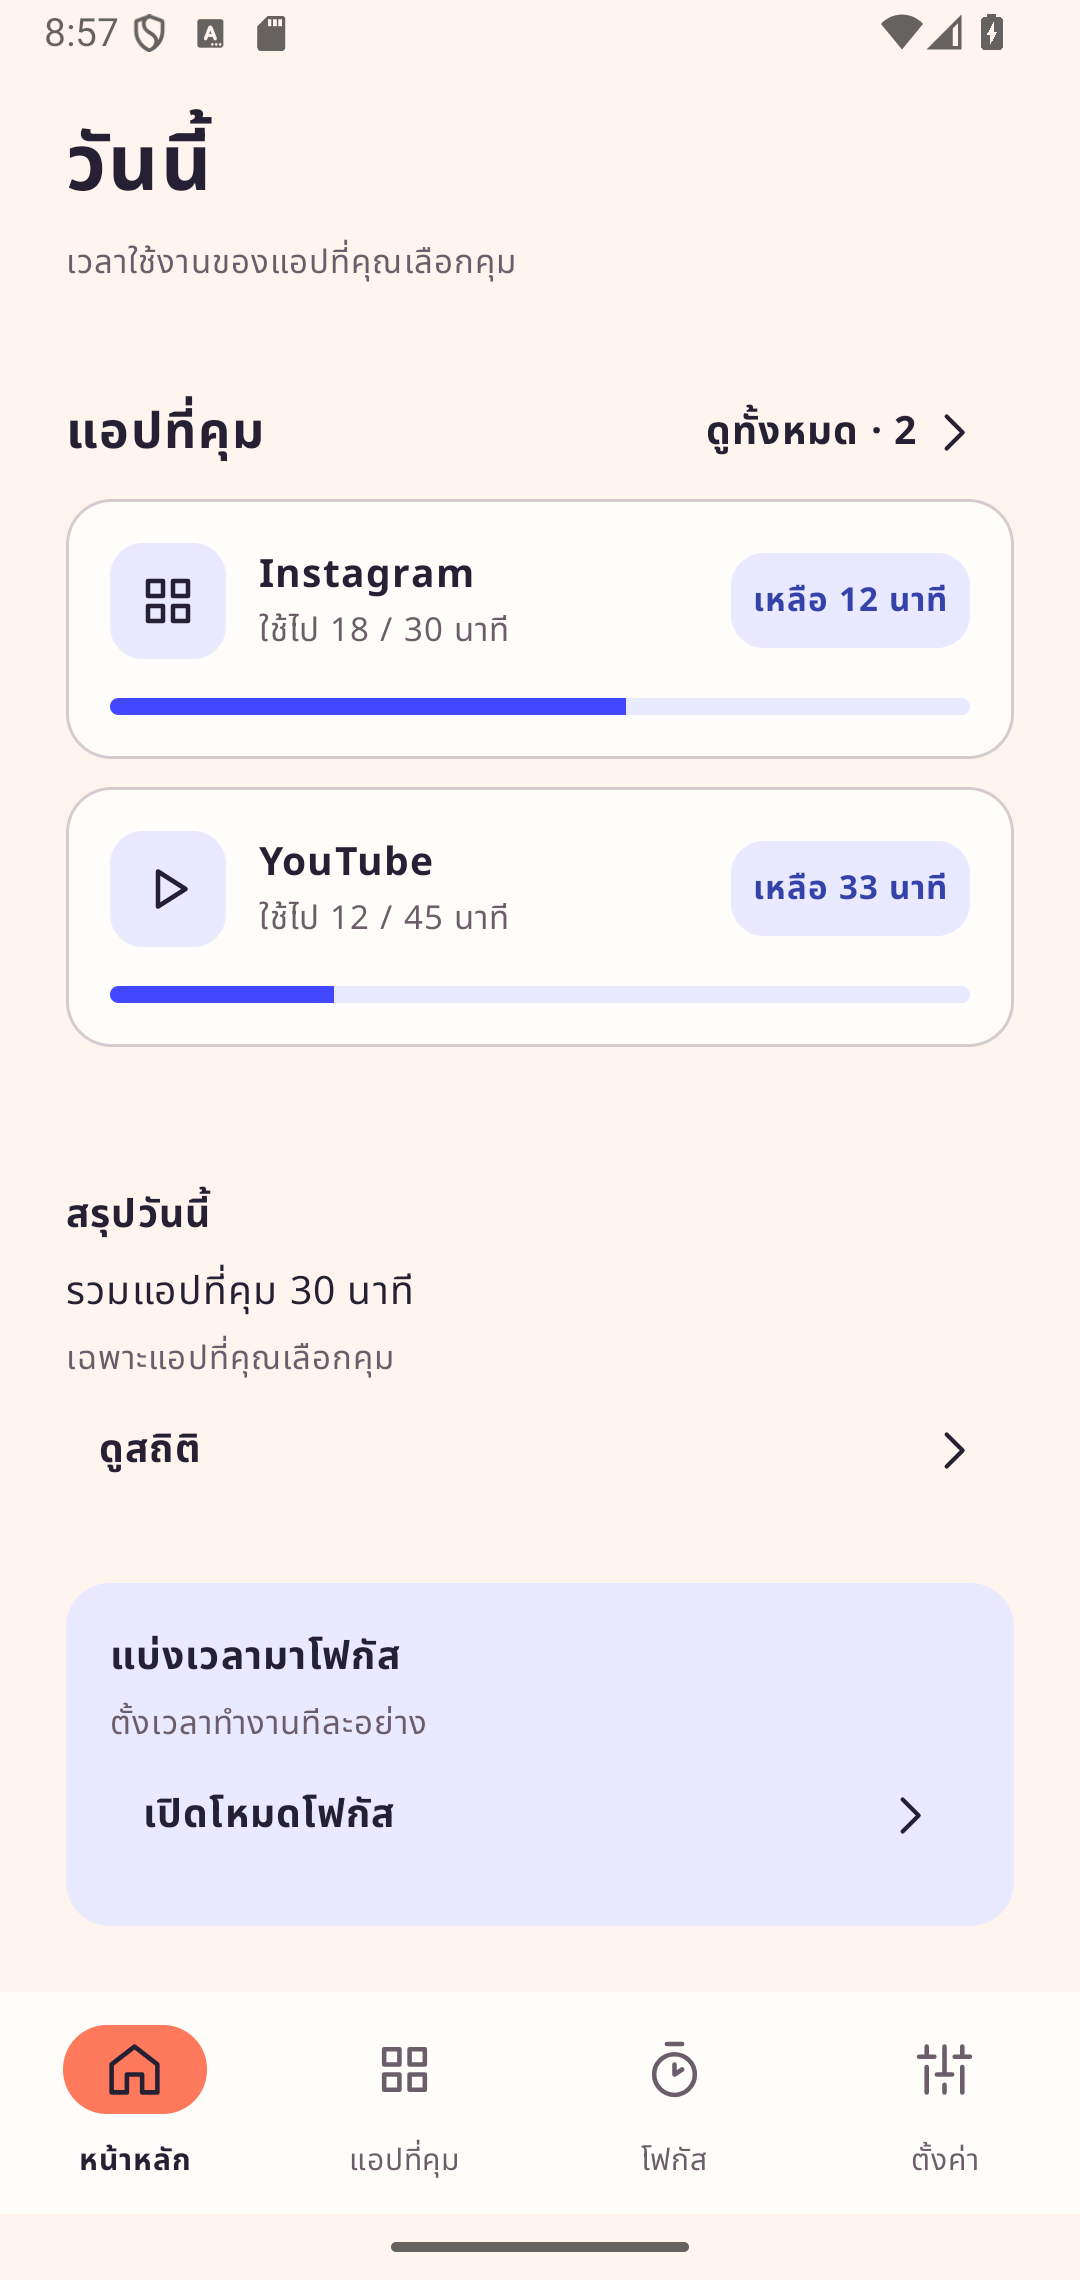 8:57
วันนี้
เวลาใช้งานของแอปที่คุณเลือกคุม
แอปที่คุม
ดูทั้งหมด · 2
Instagram
ใช้ไป 18 / 30 นาที
เหลือ 12 นาที
YouTube
ใช้ไป 12 / 45 นาที
เหลือ 33 นาที
สรุปวันนี้
รวมแอปที่คุม 30 นาที
เฉพาะแอปที่คุณเลือกคุม
ดูสถิติ
แบ่งเวลามาโฟกัส
ตั้งเวลาทำงานทีละอย่าง
เปิดโหมดโฟกัส
หน้าหลัก
แอปที่คุม
โฟกัส
ตั้งค่า